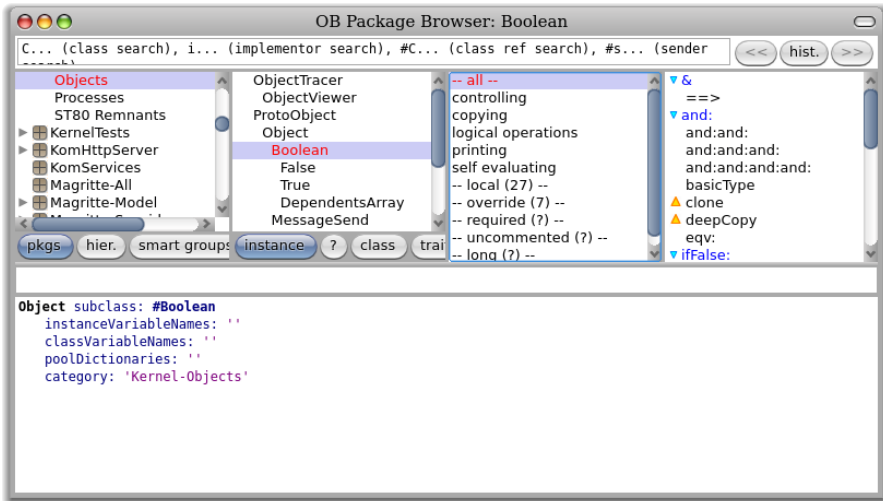 OB Package Browser: Boolean
C... (class search), i... (implementor search), #C... (class ref search), #s... (sender
search)
<<
hist.
>>
Objects
Processes
ST80 Remnants
KernelTests
KomHttpServer
KomServices
Magritte-All
Magritte-Model
ObjectTracer
ObjectViewer
ProtoObject
Object
Boolean
False
True
DependentsArray
MessageSend
-- all --
controlling
copying
logical operations
printing
self evaluating
-- local (27) --
-- override (7) --
-- required (?) --
-- uncommented (?) --
-- long (?) --
&
==>
and:
and:and:
and:and:and:
and:and:and:and:
basicType
clone
deepCopy
eqv:
ifFalse:
pkgs
hier.
smart groups
instance
?
class
trai
Object subclass: #Boolean
instanceVariableNames: ''
classVariableNames: ''
poolDictionaries: ''
category: 'Kernel-Objects'